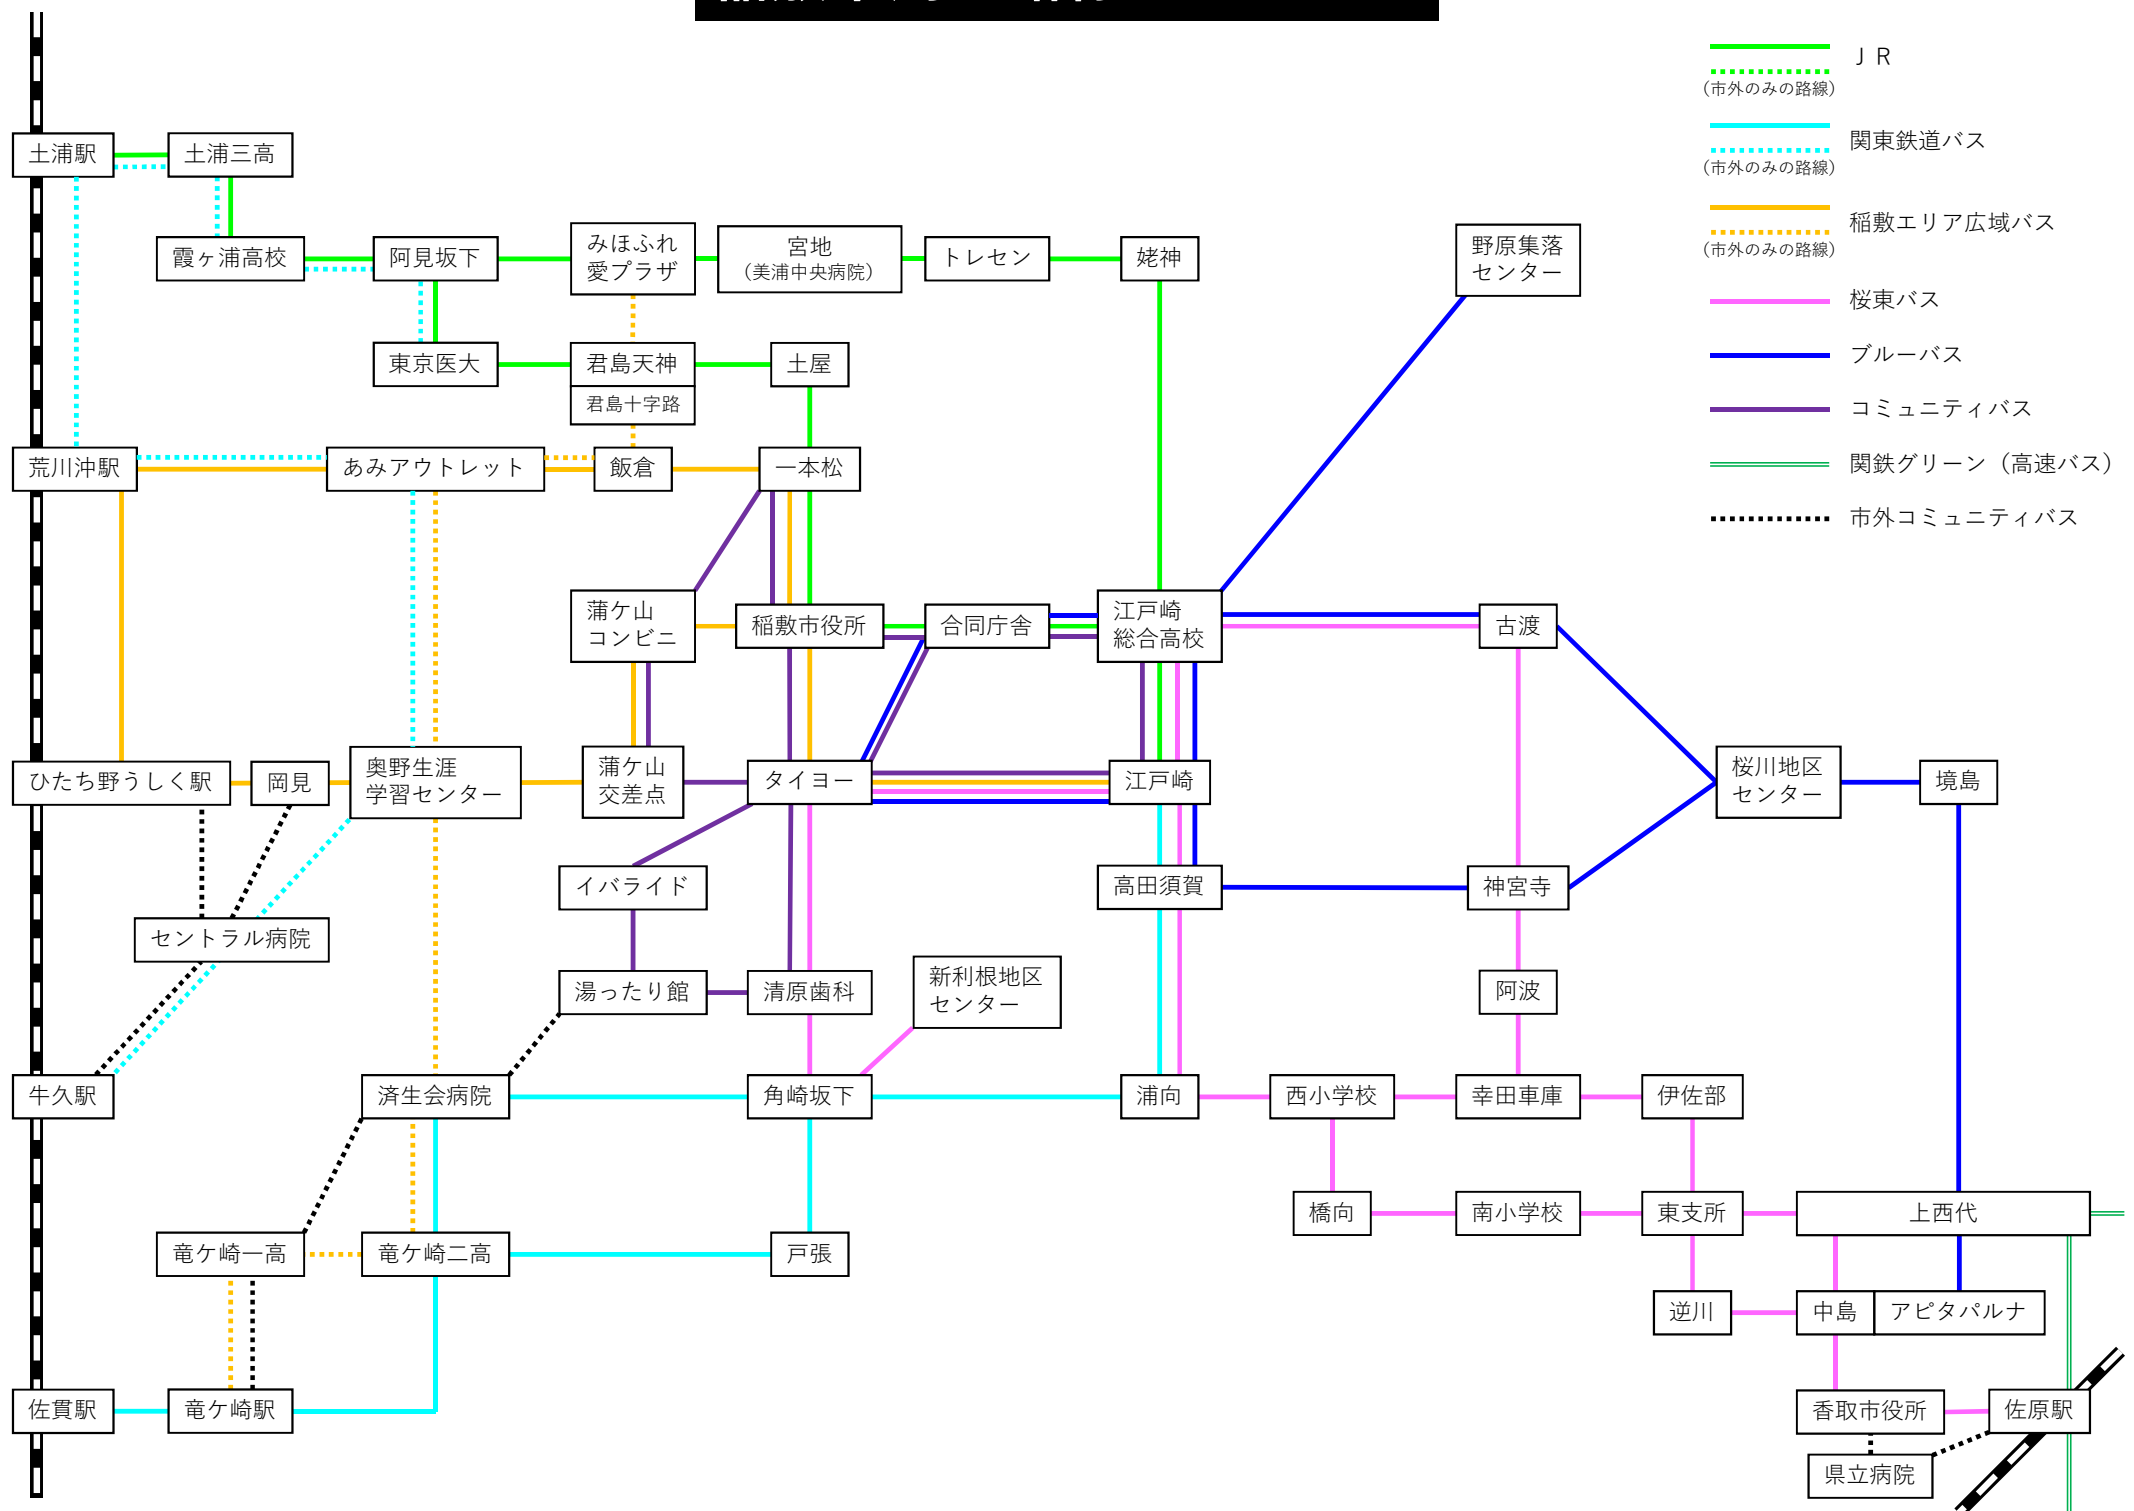 ＪＲ
（市外のみの路線）
関東鉄道バス
（市外のみの路線）
稲敷エリア広域バス
（市外のみの路線）
桜東バス
ブルーバス
コミュニティバス
関鉄グリーン（高速バス）
市外コミュニティバス
土浦駅
土浦三高
霞ヶ浦高校
阿見坂下
みほふれ
愛プラザ
宮地
（美浦中央病院）
トレセン
姥神
野原集落
センター
東京医大
君島天神
土屋
君島十字路
荒川沖駅
あみアウトレット
飯倉
一本松
蒲ケ山
コンビニ
稲敷市役所
合同庁舎
江戸崎
総合高校
古渡
ひたち野うしく駅
岡見
奥野生涯
学習センター
蒲ケ山
交差点
タイヨー
江戸崎
桜川地区
センター
境島
イバライド
高田須賀
神宮寺
セントラル病院
湯ったり館
清原歯科
新利根地区
センター
阿波
牛久駅
済生会病院
角崎坂下
浦向
西小学校
幸田車庫
伊佐部
橋向
南小学校
東支所
上西代
竜ケ崎一高
竜ケ崎二高
戸張
逆川
中島
アピタパルナ
佐貫駅
竜ケ崎駅
香取市役所
佐原駅
県立病院